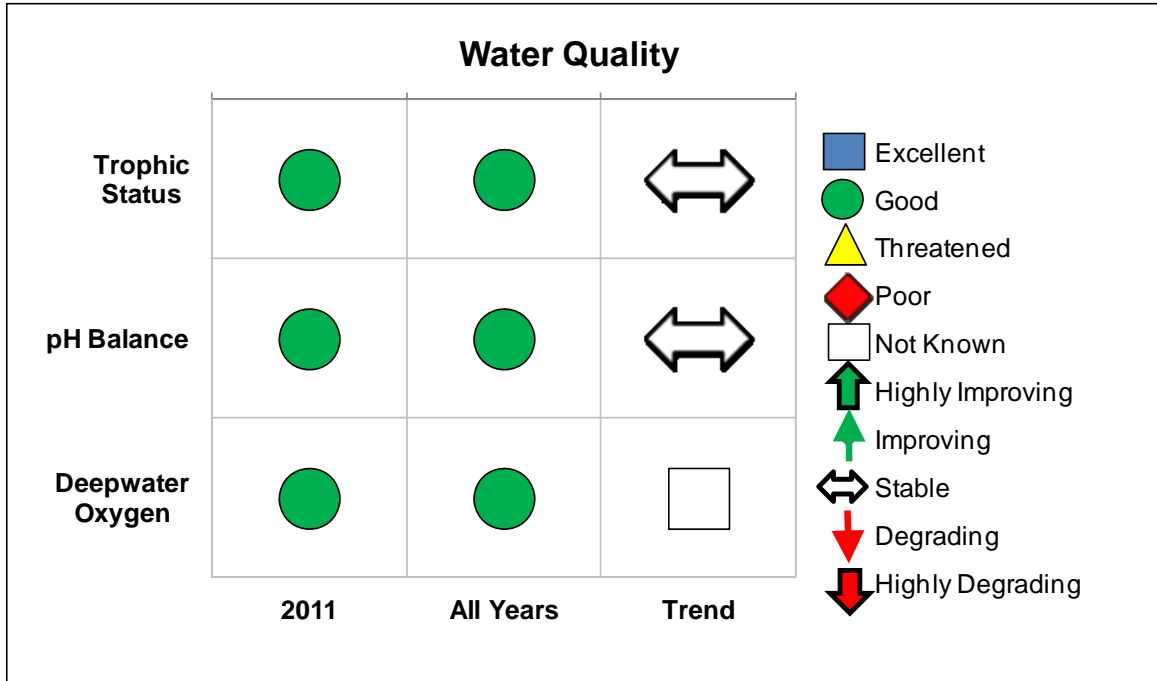 Water Quality
Trophic
Status
pH Balance
Deepwater
Oxygen
2011 All Years Trend
Excellent
Good
Threatened
Poor
Not Known
Highly Improving
Improving
Stable
Degrading
Highly Degrading